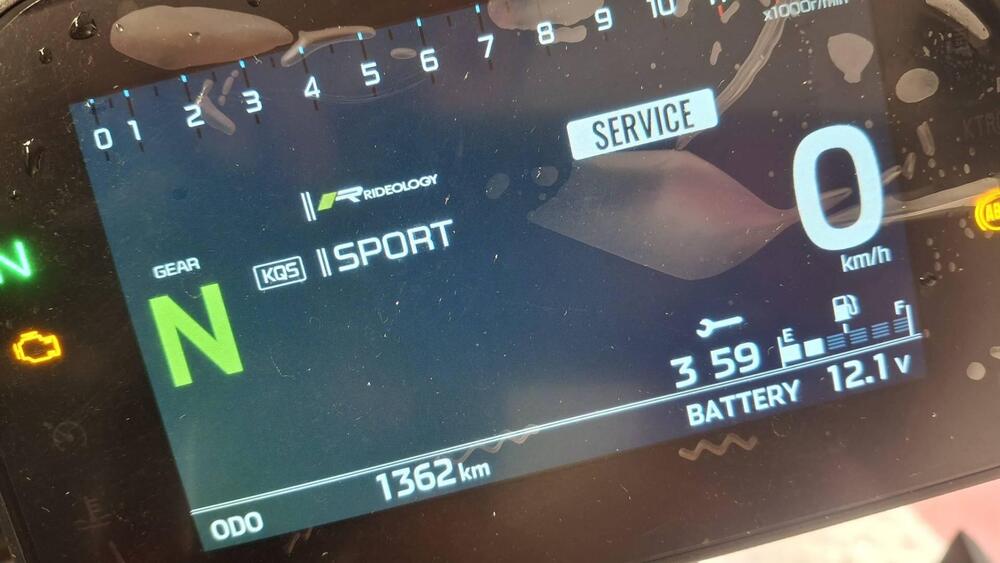 0 1 2 3 4 5 6 7 8 9 10
x1000r/min
SERVICE
RIDEOLOGY
KQS SPORT
GEAR
N
N
0
km/h
3 59
E F
BATTERY 12.1 V
ODO 1362 km